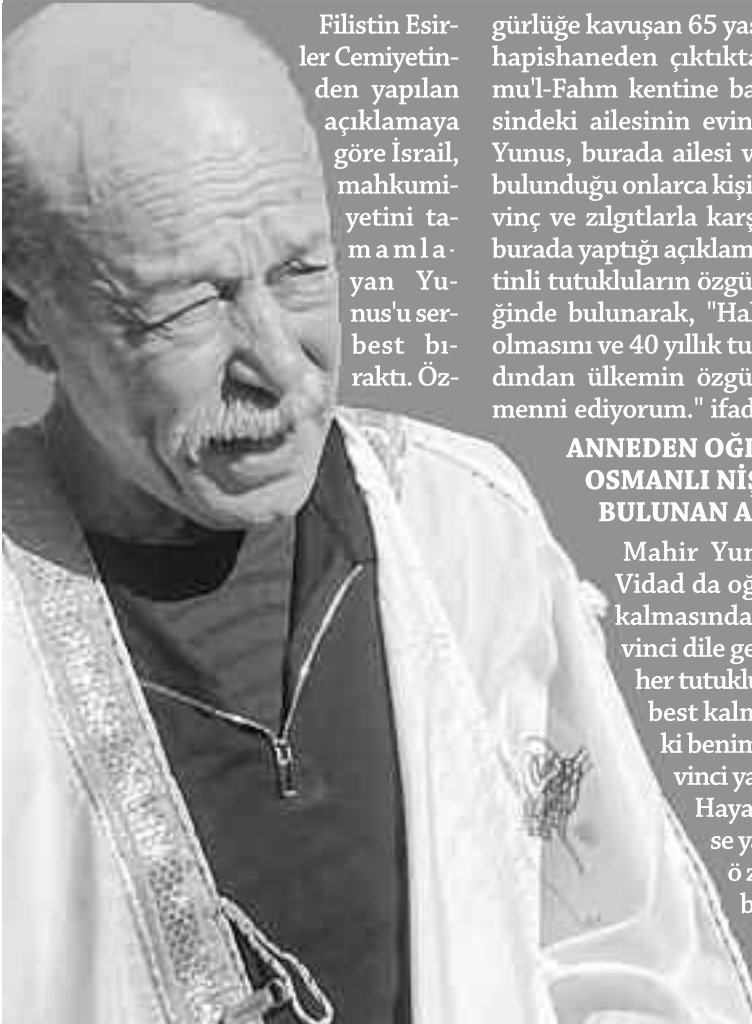 Filistin Esir-
ler Cemiyetin-
den yapılan
açıklamaya
göre İsrail,
mahkumi-
yetini ta-
mamla-
yan Yu-
nus'u ser-
best bı-
raktı. Öz-
gürlüğe kavuşan 65 yaş
hapishaneden çıktıkta
mu'l-Fahm kentine ba
sindeki ailesinin evin
Yunus, burada ailesi v
bulunduğu onlarca kişi
vinç ve zılgıtlarla karş
burada yaptığı açıklam
tinli tutukluların özgü
ğinde bulunarak, "Hal
olmasını ve 40 yıllık tu
dından ülkemin özgü
menni ediyorum." ifad
ANNEDEN OĞL
OSMANLI NİŞ
BULUNAN A
Mahir Yun
Vidad da oğ
kalmasında
vinci dile ge
her tutuklu
best kalm
ki benim
vinci ya
Haya
se ya
öz
b